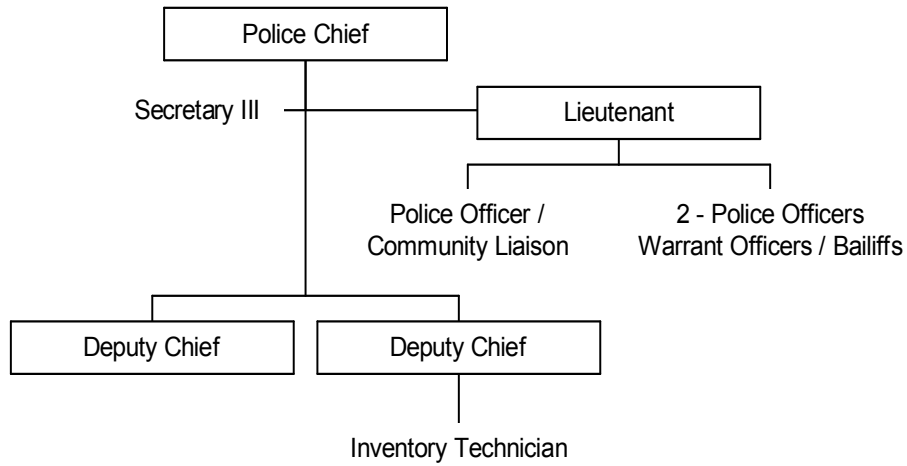 Police Chief
Secretary III
Lieutenant
Police Officer /
Community Liaison
2 - Police Officers
Warrant Officers / Bailiffs
Deputy Chief
Deputy Chief
Inventory Technician